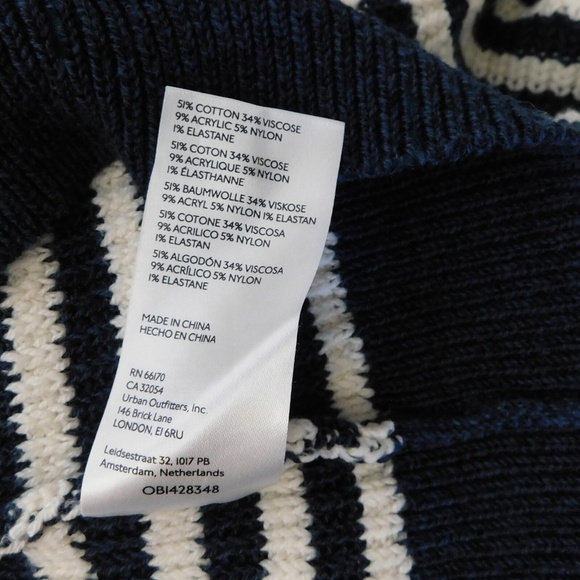 51% COTTON 34% VISCOSE
9% ACRYLIC 5% NYLON
1% ELASTANE
51% COTON 34% VISCOSE
9% ACRYLIQUE 5% NYLON
1% ÉLASTHANNE
51% BAUMWOLLE 34% VISKOSE
9% ACRYL 5% NYLON 1% ELASTAN
51% COTONE 34% VISCOSA
9% ACRILICO 5% NYLON
1% ELASTAN
51% ALGODÓN 34% VISCOSA
9% ACRÍLICO 5% NYLON
1% ELASTANE
MADE IN CHINA
HECHO EN CHINA
RN 66170
CA 32054
Urban Outfitters, Inc.
146 Brick Lane
LONDON, E1 6RU
Leidsestraat 32, 1017 PB
Amsterdam, Netherlands
OB1428348